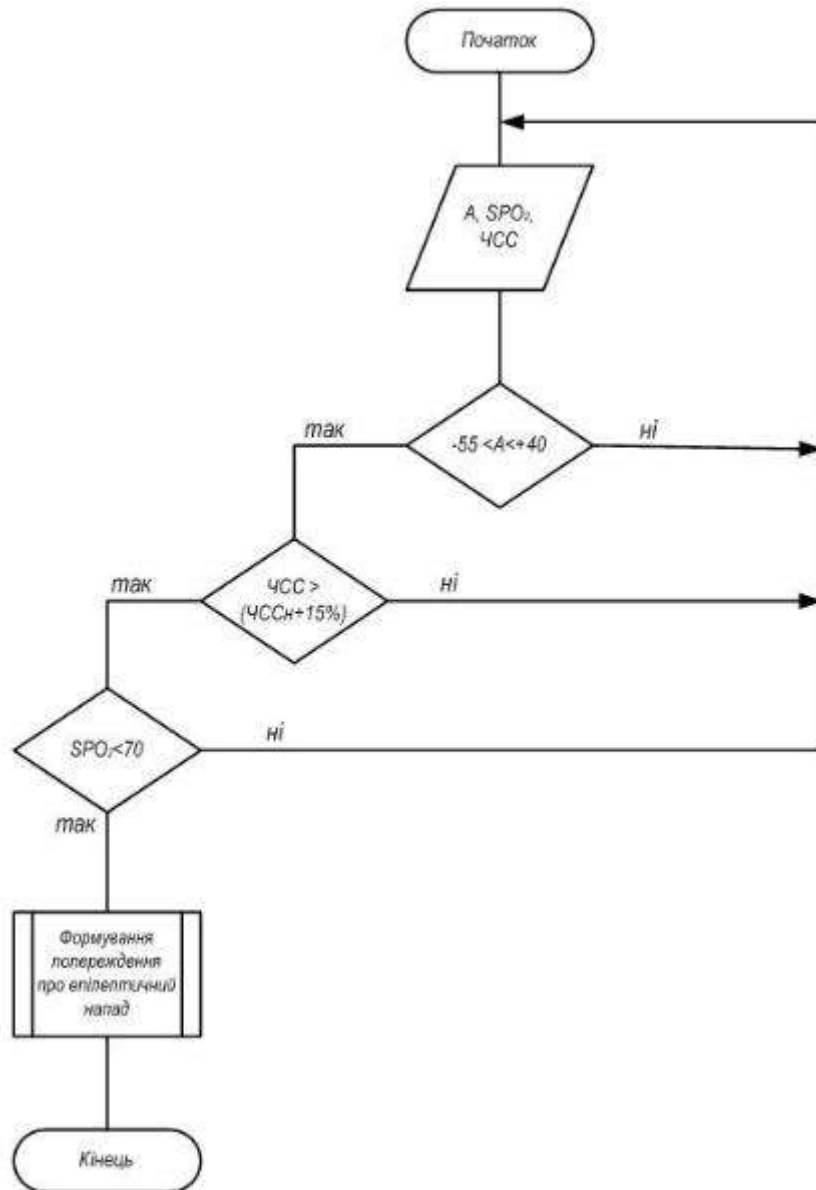 Початок
A, SPO₂,
ЧСС
так
-55 <A<+40
ні
так
ЧСС >
(ЧССн+15%)
ні
SPO₂<70
ні
так
Формування
попереждення
про епілептичний
напад
Кінець